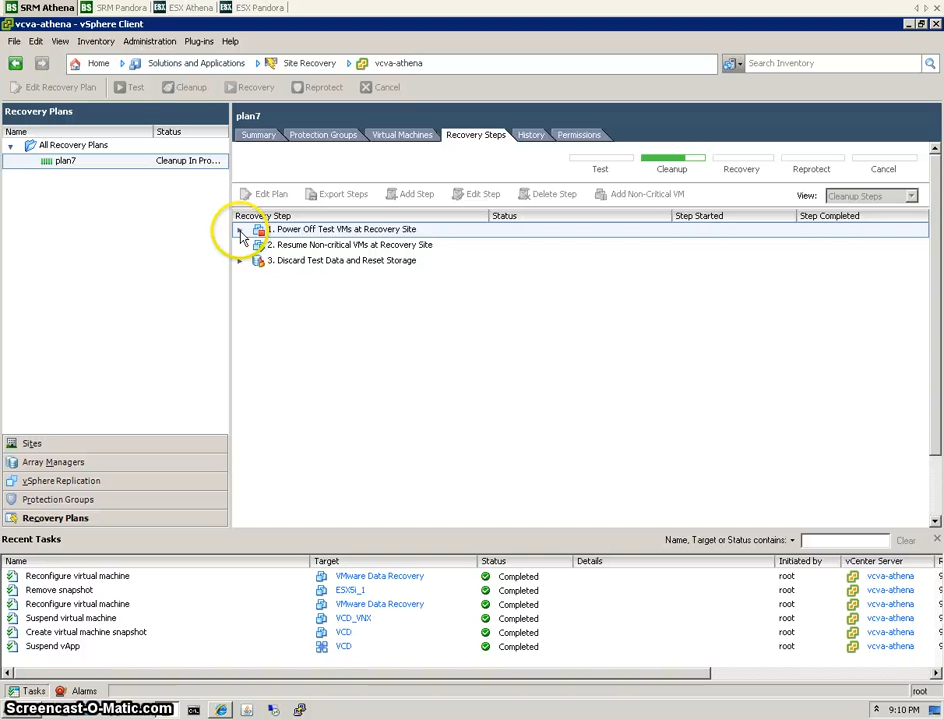 SRM Athena SRM Pandora ESX Athena ESX Pandora
vcva-athena - vSphere Client
File Edit View Inventory Administration Plug-ins Help
Home Solutions and Applications Site Recovery vcva-athena Search Inventory
Edit Recovery Plan Test Cleanup Recovery Reprotect Cancel
Recovery Plans
Name Status
All Recovery Plans
plan7 Cleanup In Pro...
plan7
Summary Protection Groups Virtual Machines Recovery Steps History Permissions
Test Cleanup Recovery Reprotect Cancel
Edit Plan Export Steps Add Step Edit Step Delete Step Add Non-Critical VM View: Cleanup Steps
Recovery Step Status Step Started Step Completed
1. Power Off Test VMs at Recovery Site
2. Resume Non-critical VMs at Recovery Site
3. Discard Test Data and Reset Storage
Sites
Array Managers
vSphere Replication
Protection Groups
Recovery Plans
Recent Tasks Name, Target or Status contains: Clear
Name Target Status Details Initiated by vCenter Server
Reconfigure virtual machine VMware Data Recovery Completed root vcva-athena 9
Remove snapshot ESX5i_1 Completed root vcva-athena 9
Reconfigure virtual machine VMware Data Recovery Completed root vcva-athena 9
Suspend virtual machine VCD_VNX Completed root vcva-athena 9
Create virtual machine snapshot VCD Completed root vcva-athena 9
Suspend vApp VCD Completed root vcva-athena 9
Tasks Alarms root
Screencast-O-Matic.com 9:10 PM